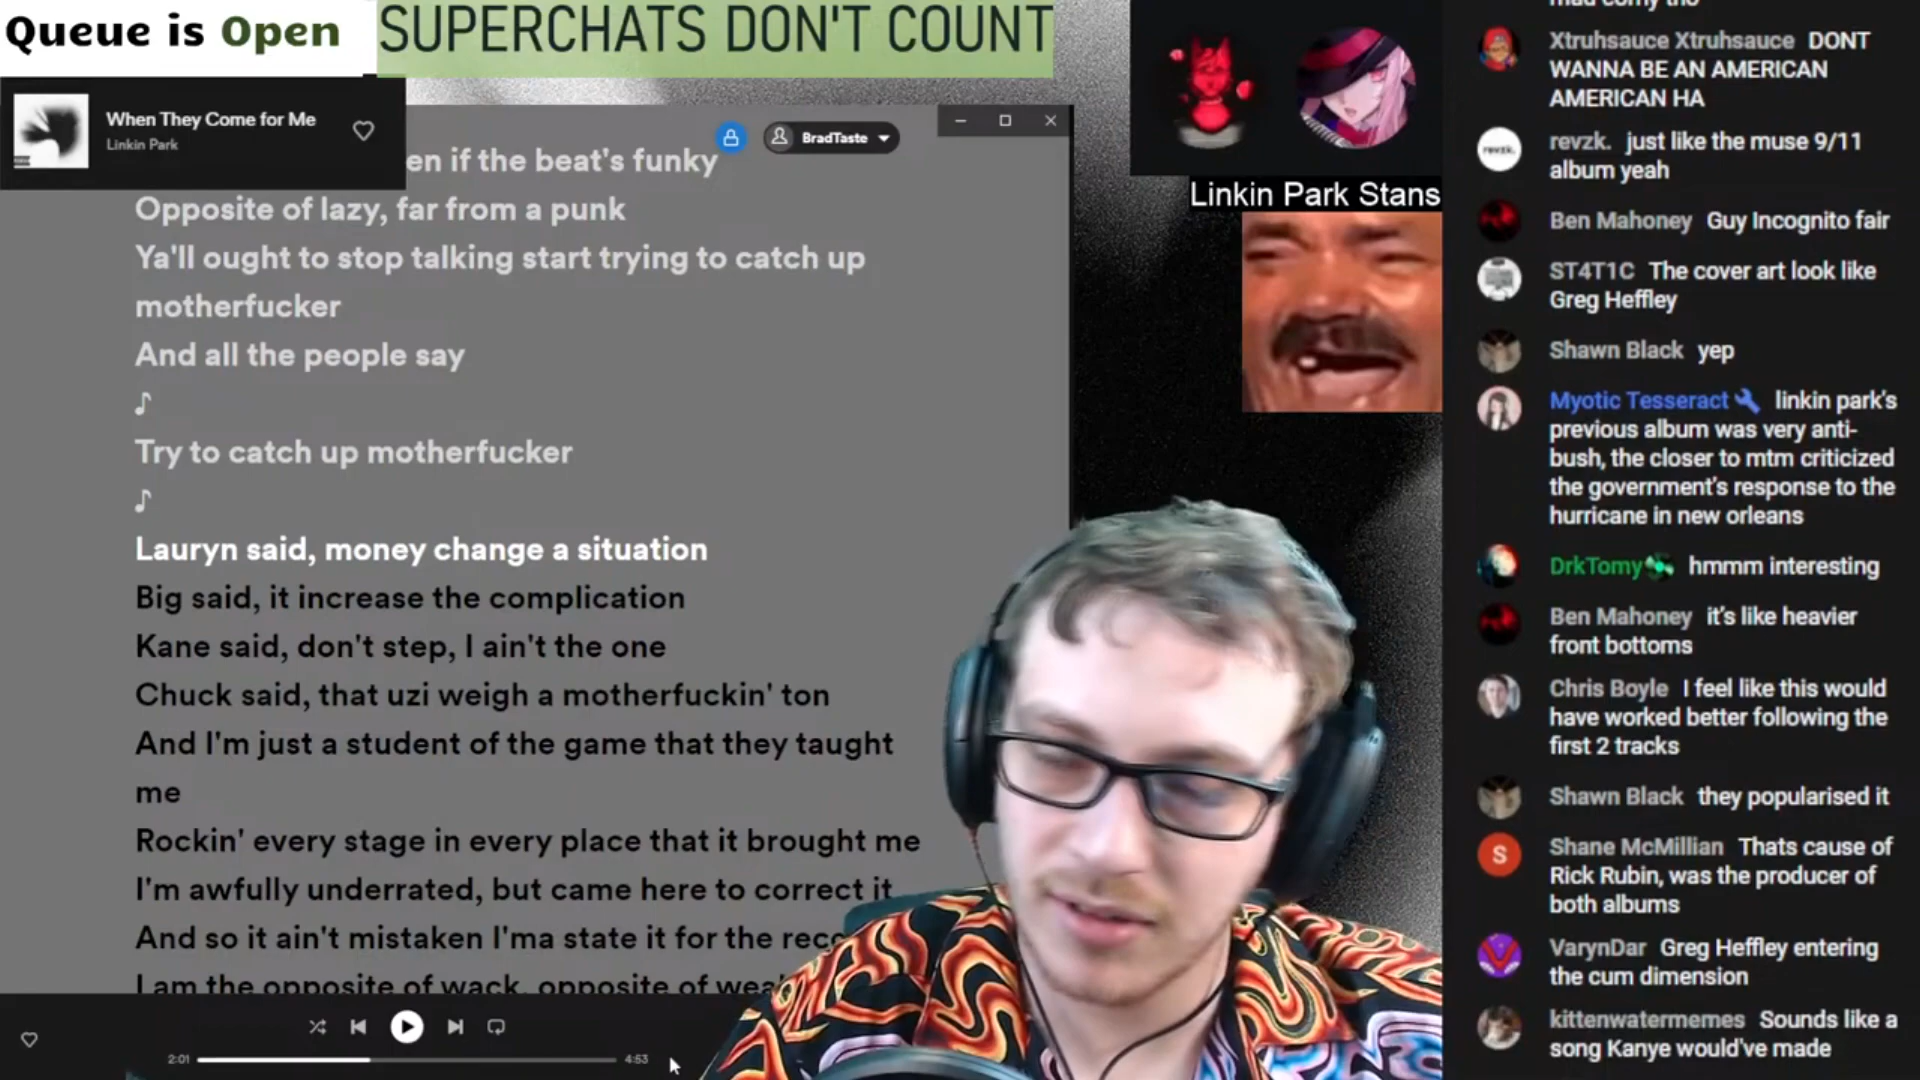 Queue is Open
SUPERCHATS DON'T COUNT
When They Come for Me
Linkin Park
BradTaste
en if the beat's funky
Opposite of lazy, far from a punk
Ya'll ought to stop talking start trying to catch up
motherfucker
And all the people say
♪
Try to catch up motherfucker
♪
Lauryn said, money change a situation
Big said, it increase the complication
Kane said, don't step, I ain't the one
Chuck said, that uzi weigh a motherfuckin' ton
And I'm just a student of the game that they taught
me
Rockin' every stage in every place that it brought me
I'm awfully underrated, but came here to correct it
And so it ain't mistaken I'ma state it for the
I am the opposite of wack, opposite of
2:01
4:53
Linkin Park Stans
Xtruhsauce Xtruhsauce DONT
WANNA BE AN AMERICAN
AMERICAN HA
revzk.
revzk. just like the muse 9/11
album yeah
Ben Mahoney Guy Incognito fair
ST4T1C The cover art look like
Greg Heffley
Shawn Black yep
Myotic Tesseract linkin park's
previous album was very anti-
bush, the closer to mtm criticized
the government's response to the
hurricane in new orleans
DrkTomy hmmm interesting
Ben Mahoney it's like heavier
front bottoms
Chris Boyle I feel like this would
have worked better following the
first 2 tracks
Shawn Black they popularised it
S
Shane McMillian Thats cause of
Rick Rubin, was the producer of
both albums
VarynDar Greg Heffley entering
the cum dimension
kittenwatermemes Sounds like a
song Kanye would've made